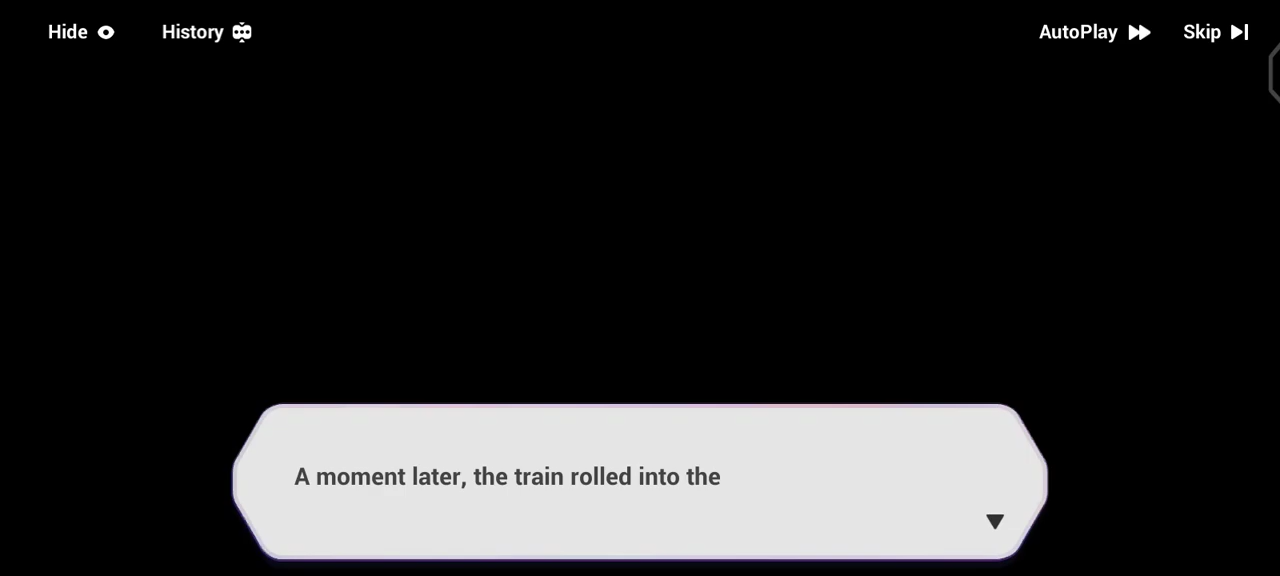 Hide
History
AutoPlay
Skip
A moment later, the train rolled into the